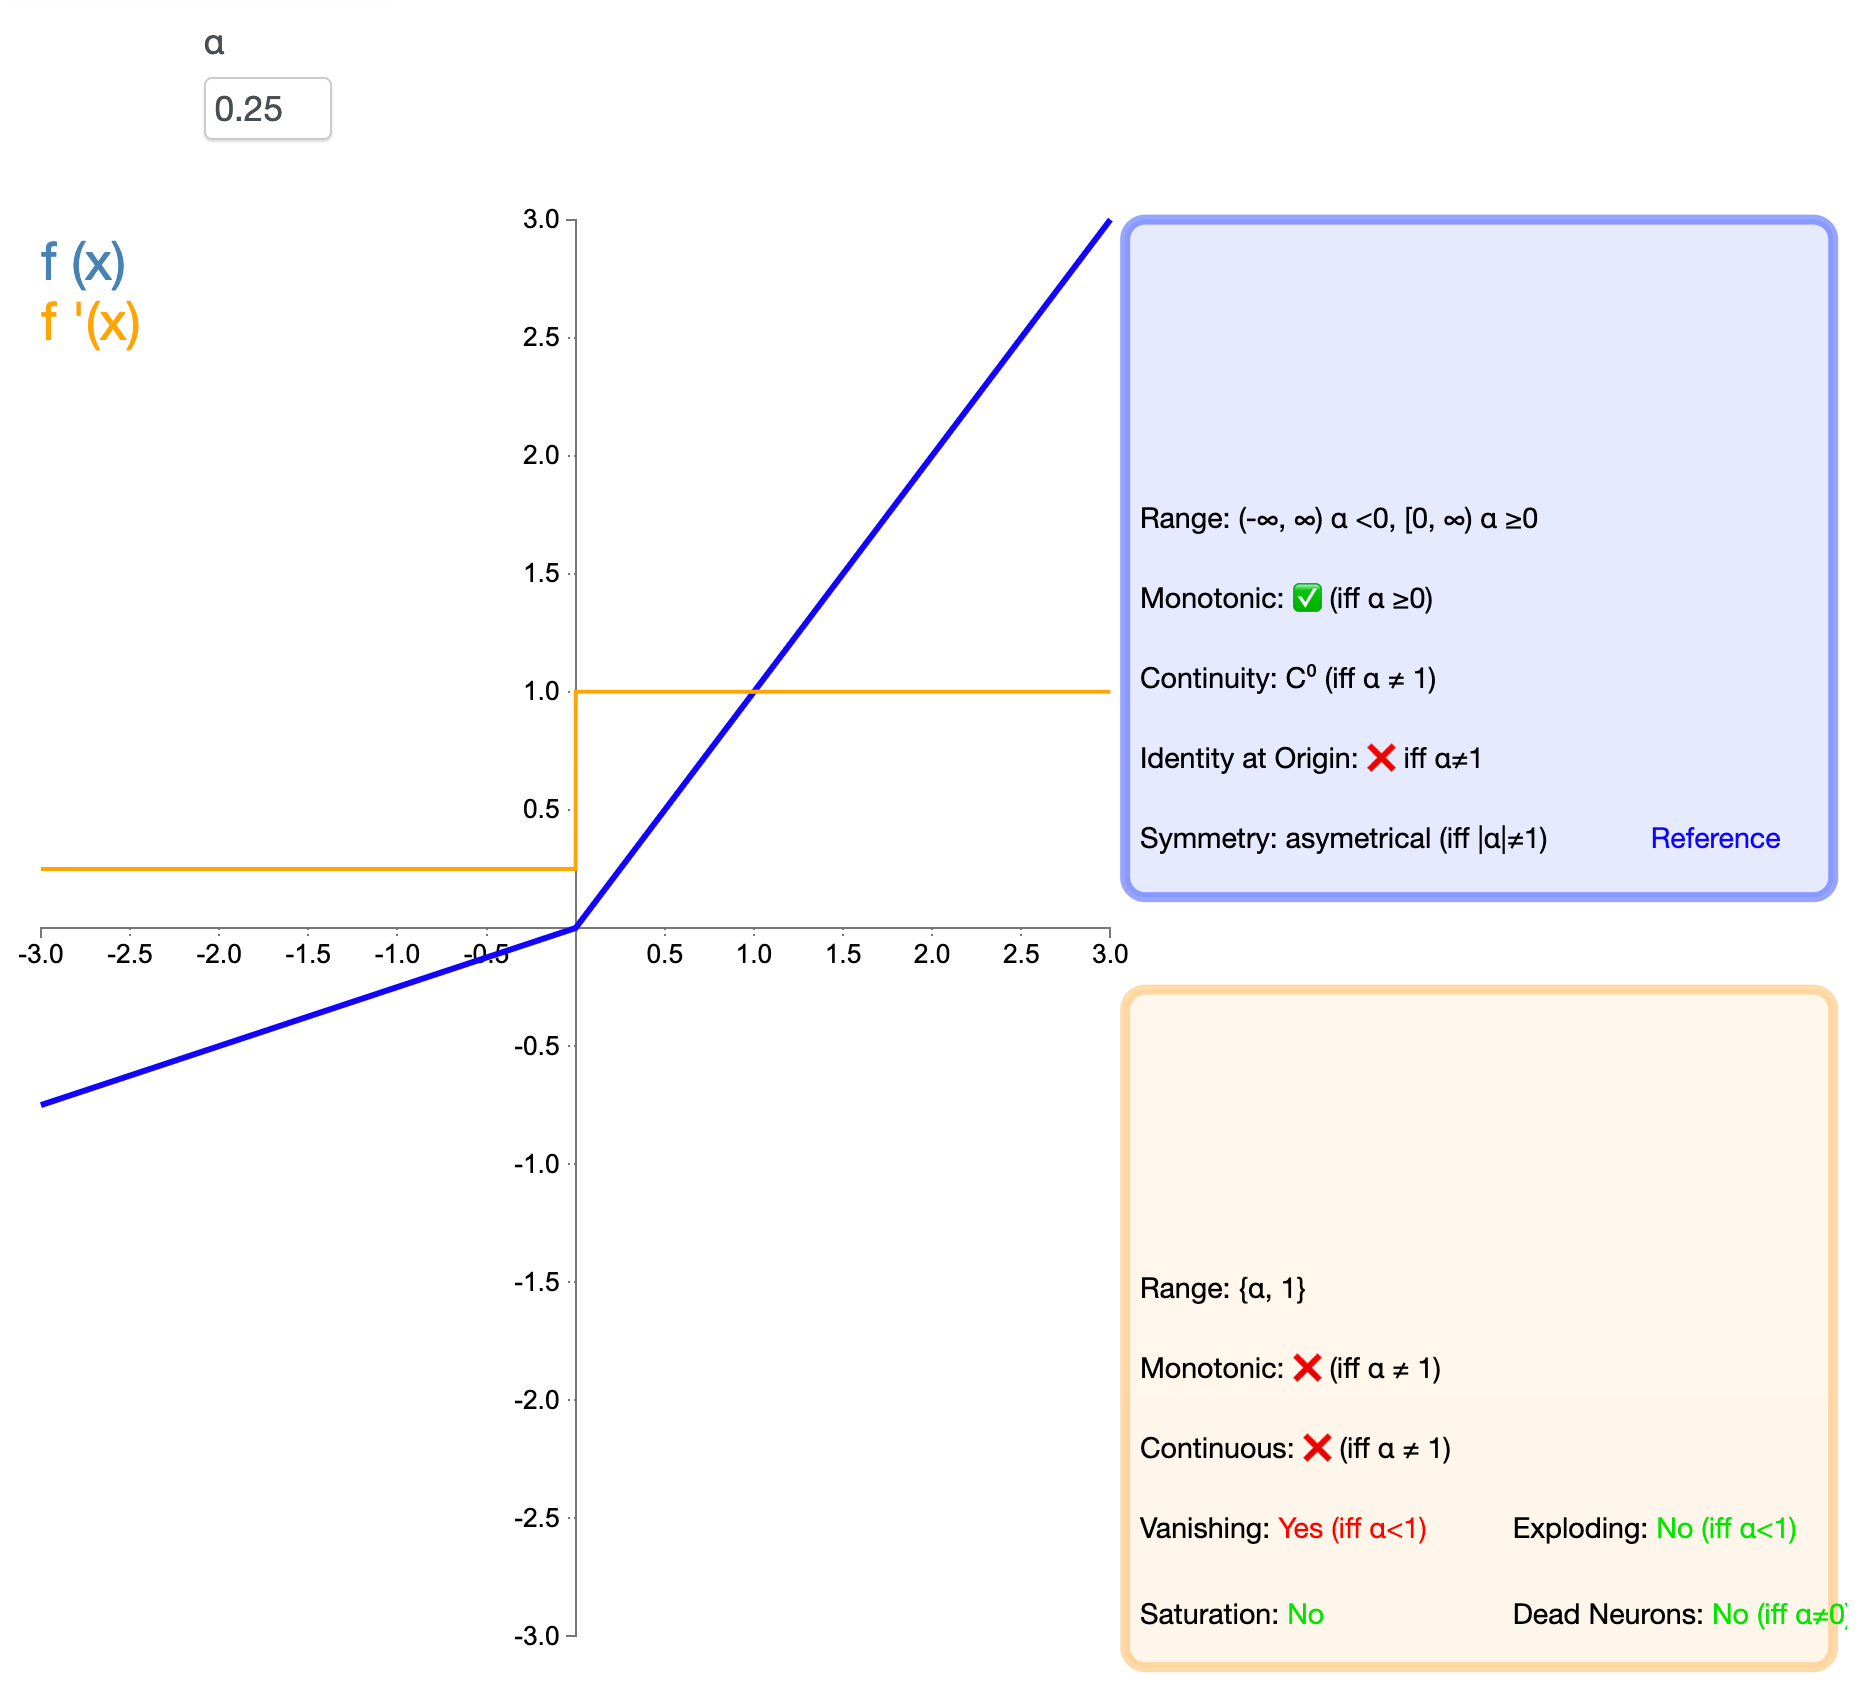 α
0.25
f (x)
f '(x)
3.0
2.5
2.0
1.5
1.0
0.5
-3.0 -2.5 -2.0 -1.5 -1.0 -0.5 0.5 1.0 1.5 2.0 2.5 3.0
-0.5
-1.0
-1.5
-2.0
-2.5
-3.0
Range: (-∞, ∞) α <0, [0, ∞) α ≥0
Monotonic: ✅ (iff α ≥0)
Continuity: C⁰ (iff α ≠ 1)
Identity at Origin: ❌ iff α≠1
Symmetry: asymetrical (iff |α|≠1) Reference
Range: {α, 1}
Monotonic: ❌ (iff α ≠ 1)
Continuous: ❌ (iff α ≠ 1)
Vanishing: Yes (iff α<1) Exploding: No (iff α<1)
Saturation: No Dead Neurons: No (iff α≠0)